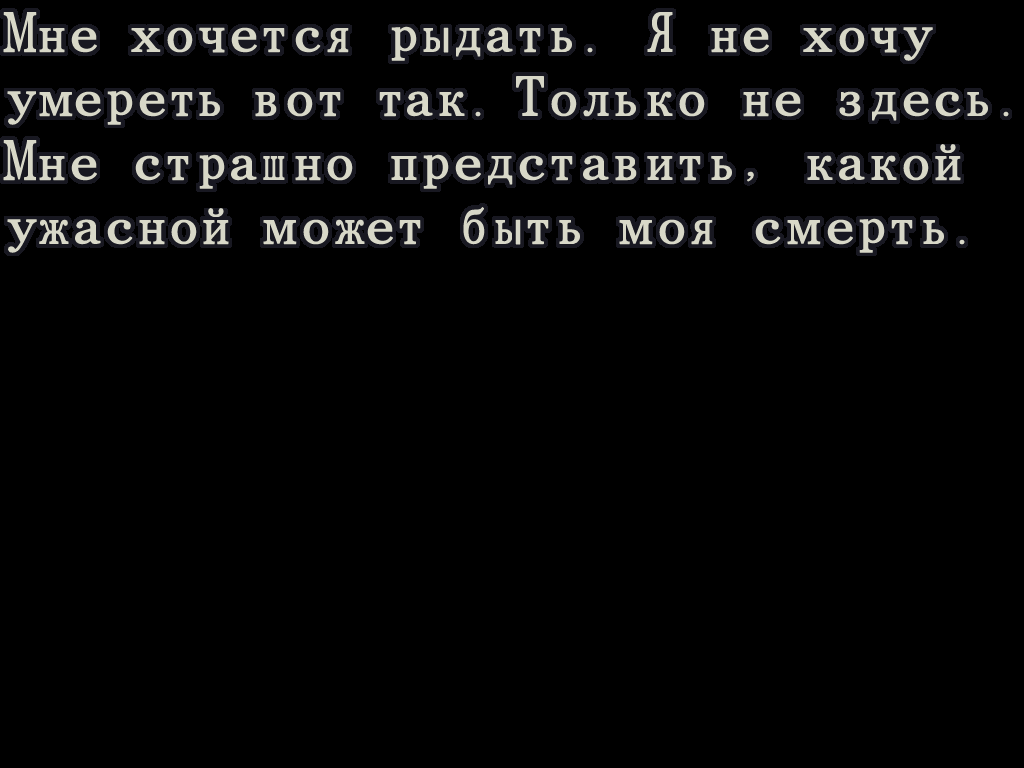 Мне хочется рыдать. Я не хочу
умереть вот так. Только не здесь.
Мне страшно представить, какой
ужасной может быть моя смерть.